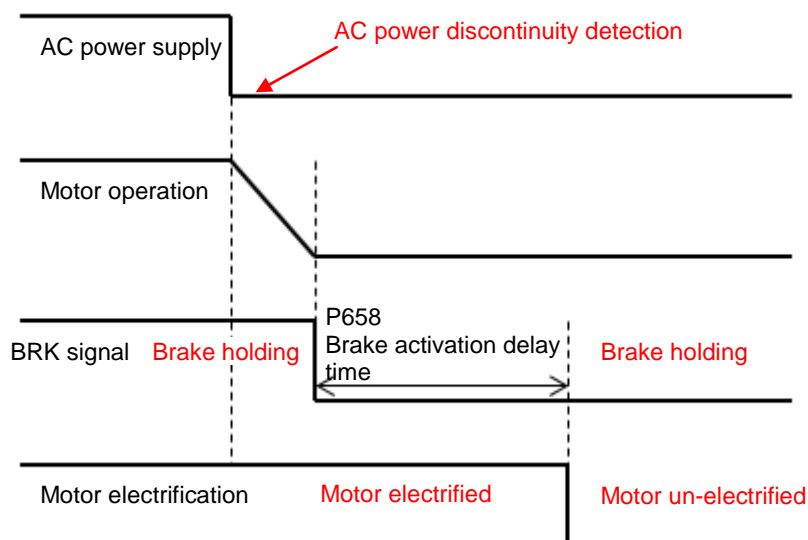 AC power discontinuity detection
AC power supply
Motor operation
P658
Brake activation delay
time
BRK signal
Brake holding
Brake holding
Motor electrification
Motor electrified
Motor un-electrified